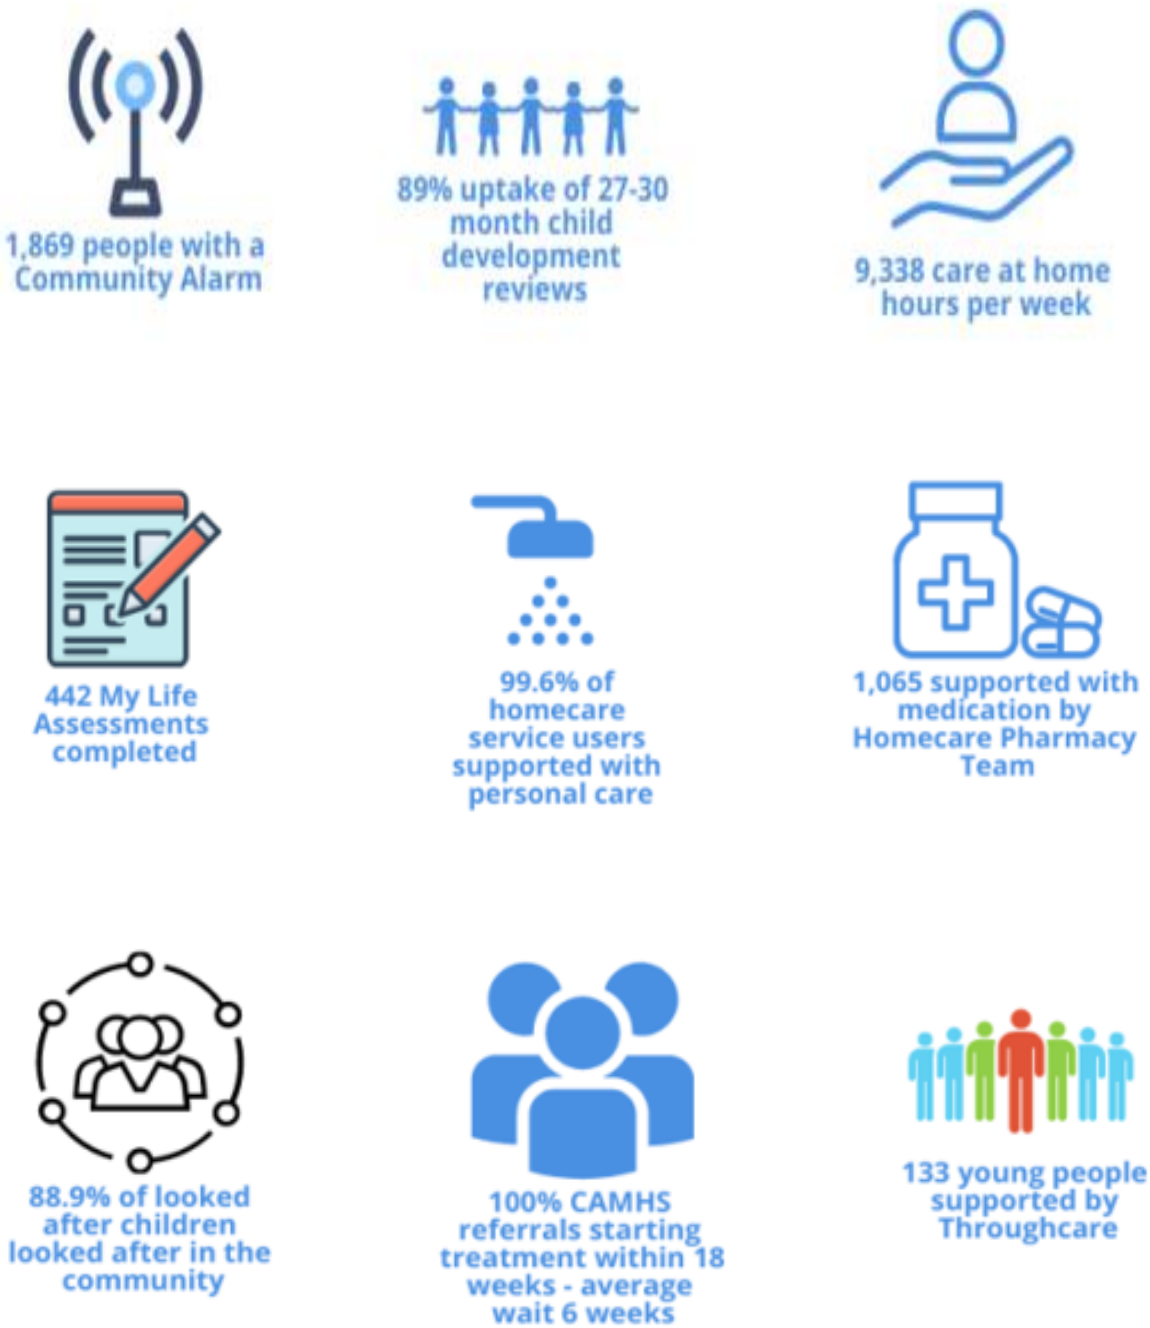 1,869 people with a
Community Alarm
89% uptake of 27-30
month child
development
reviews
9,338 care at home
hours per week
442 My Life
Assessments
completed
99.6% of
homecare
service users
supported with
personal care
1,065 supported with
medication by
Homecare Pharmacy
Team
88.9% of looked
after children
looked after in the
community
100% CAMHS
referrals starting
treatment within 18
weeks - average
wait 6 weeks
133 young people
supported by
Throughcare